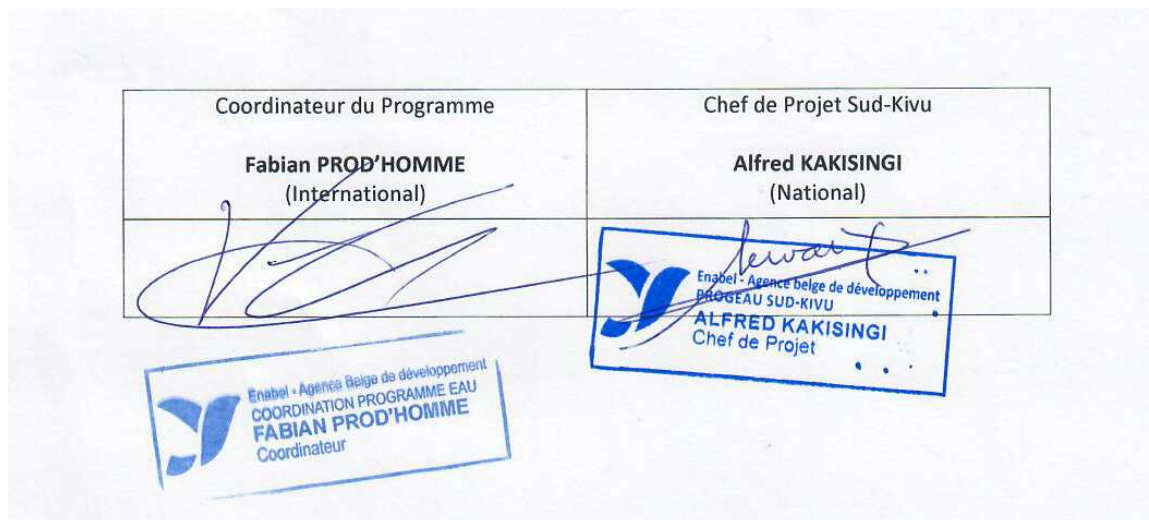 Coordinateur du Programme
Fabian PROD'HOMME
(International)
Chef de Projet Sud-Kivu
Alfred KAKISINGI
(National)
Enabel - Agence belge de développement
PROGEAU SUD-KIVU
ALFRED KAKISINGI
Chef de Projet
Enabel - Agence Belge de développement
COORDINATION PROGRAMME EAU
FABIAN PROD'HOMME
Coordinateur